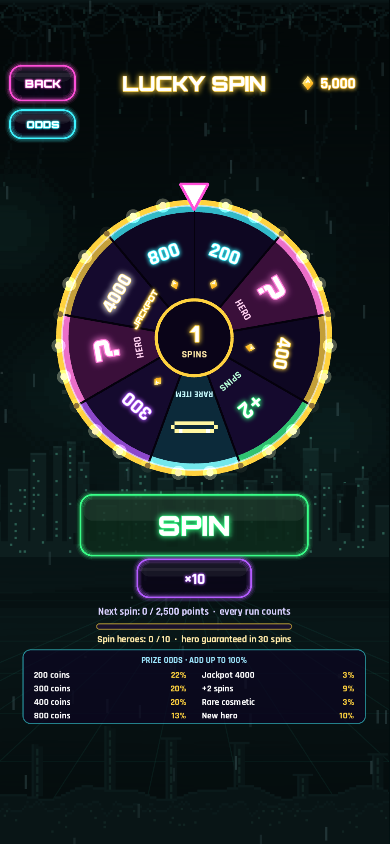 BACK
LUCKY SPIN
5,000
ODDS
800
200
4000
JACKPOT
?
HERO
?
HERO
400
1
SPINS
300
+2
SPINS
RARE ITEM
SPIN
×10
Next spin: 0 / 2,500 points · every run counts
Spin heroes: 0 / 10 · hero guaranteed in 30 spins
PRIZE ODDS · ADD UP TO 100%
200 coins 22% Jackpot 4000 3%
300 coins 20% +2 spins 9%
400 coins 20% Rare cosmetic 3%
800 coins 13% New hero 10%